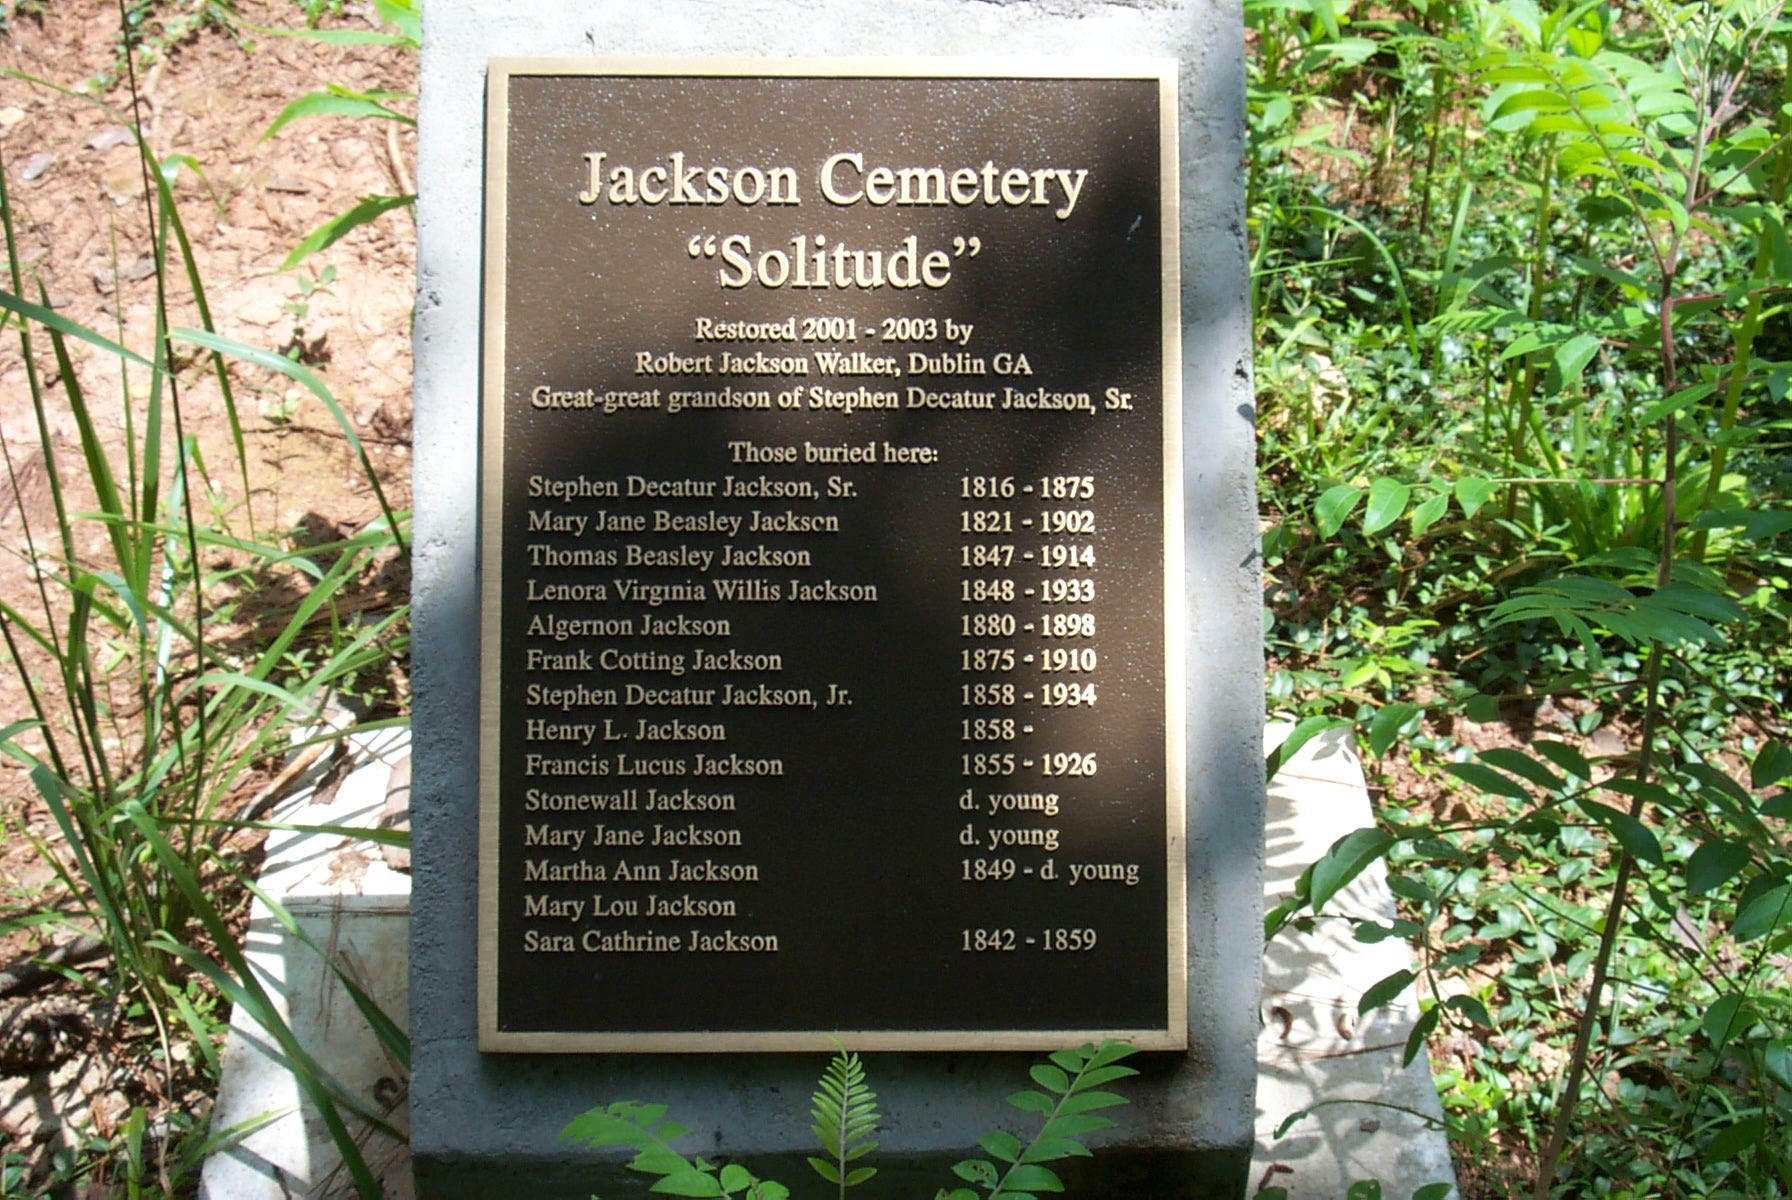 Jackson Cemetery
“Solitude”
Restored 2001 - 2003 by
Robert Jackson Walker, Dublin GA
Great-great grandson of Stephen Decatur Jackson, Sr.
Those buried here:
Stephen Decatur Jackson, Sr. 1816 - 1875
Mary Jane Beasley Jackson 1821 - 1902
Thomas Beasley Jackson 1847 - 1914
Lenora Virginia Willis Jackson 1848 - 1933
Algernon Jackson 1880 - 1898
Frank Cotting Jackson 1875 - 1910
Stephen Decatur Jackson, Jr. 1858 - 1934
Henry L. Jackson 1858 -
Francis Lucus Jackson 1855 - 1926
Stonewall Jackson d. young
Mary Jane Jackson d. young
Martha Ann Jackson 1849 - d. young
Mary Lou Jackson
Sara Cathrine Jackson 1842 - 1859